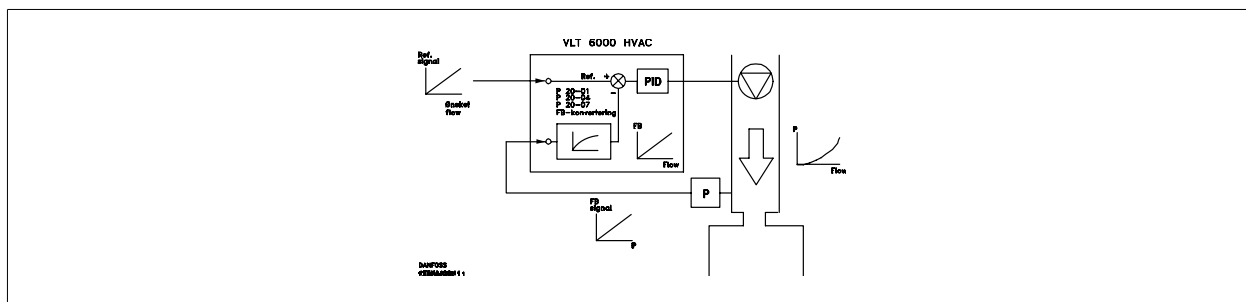 VLT 6000 HVAC
Ref.
signal
Ønsket
flow
Ref.
+
-
PID
P 20-01
P 20-04
P 20-07
FB-konvertering
FB
Flow
P
Flow
P
FB
signal
P
DANFOSS